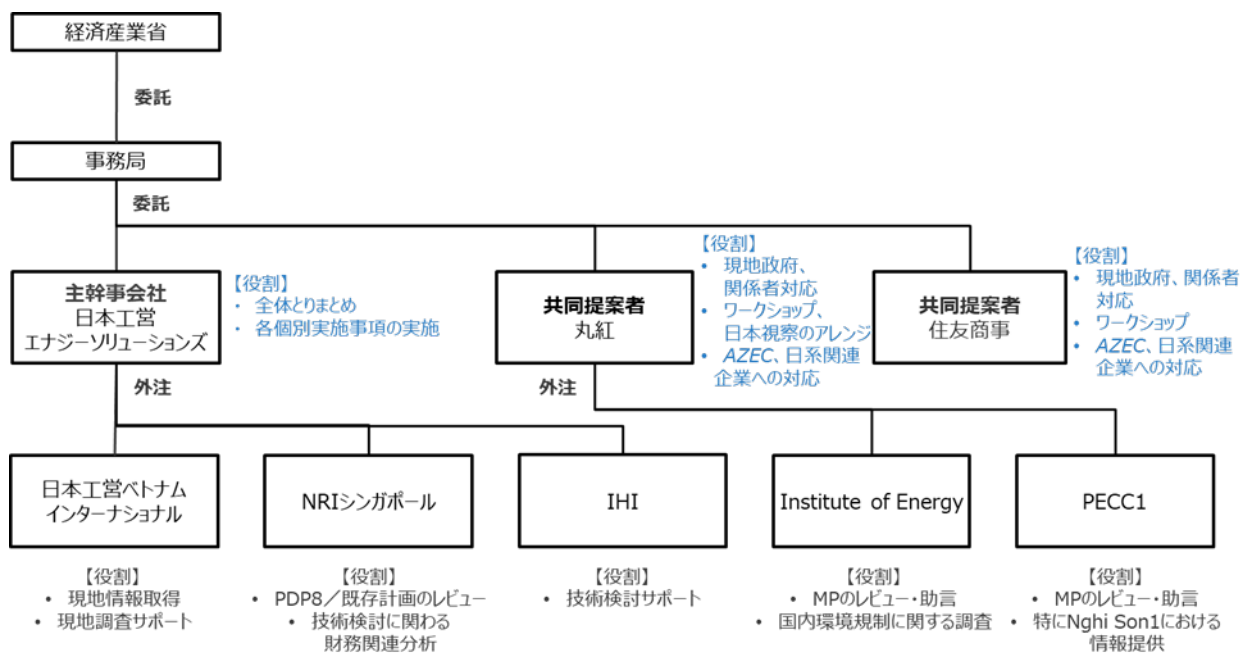 経済産業省
委託
事務局
委託
主幹事会社
日本工営
エナジーソリューションズ
【役割】
• 全体とりまとめ
• 各個別実施事項の実施
共同提案者
丸紅
【役割】
• 現地政府、
関係者対応
• ワークショップ、
日本視察のアレンジ
• AZEC、日系関連
企業への対応
共同提案者
住友商事
【役割】
• 現地政府、関係者
対応
• ワークショップ
• AZEC、日系関連
企業への対応
外注
外注
日本工営ベトナム
インターナショナル
NRIシンガポール
IHI
Institute of Energy
PECC1
【役割】
• 現地情報取得
• 現地調査サポート
【役割】
• PDP8／既存計画のレビュー
• 技術検討に関わる
財務関連分析
【役割】
• 技術検討サポート
【役割】
• MPのレビュー・助言
• 国内環境規制に関する調査
【役割】
• MPのレビュー・助言
• 特にNghi Son1における
情報提供